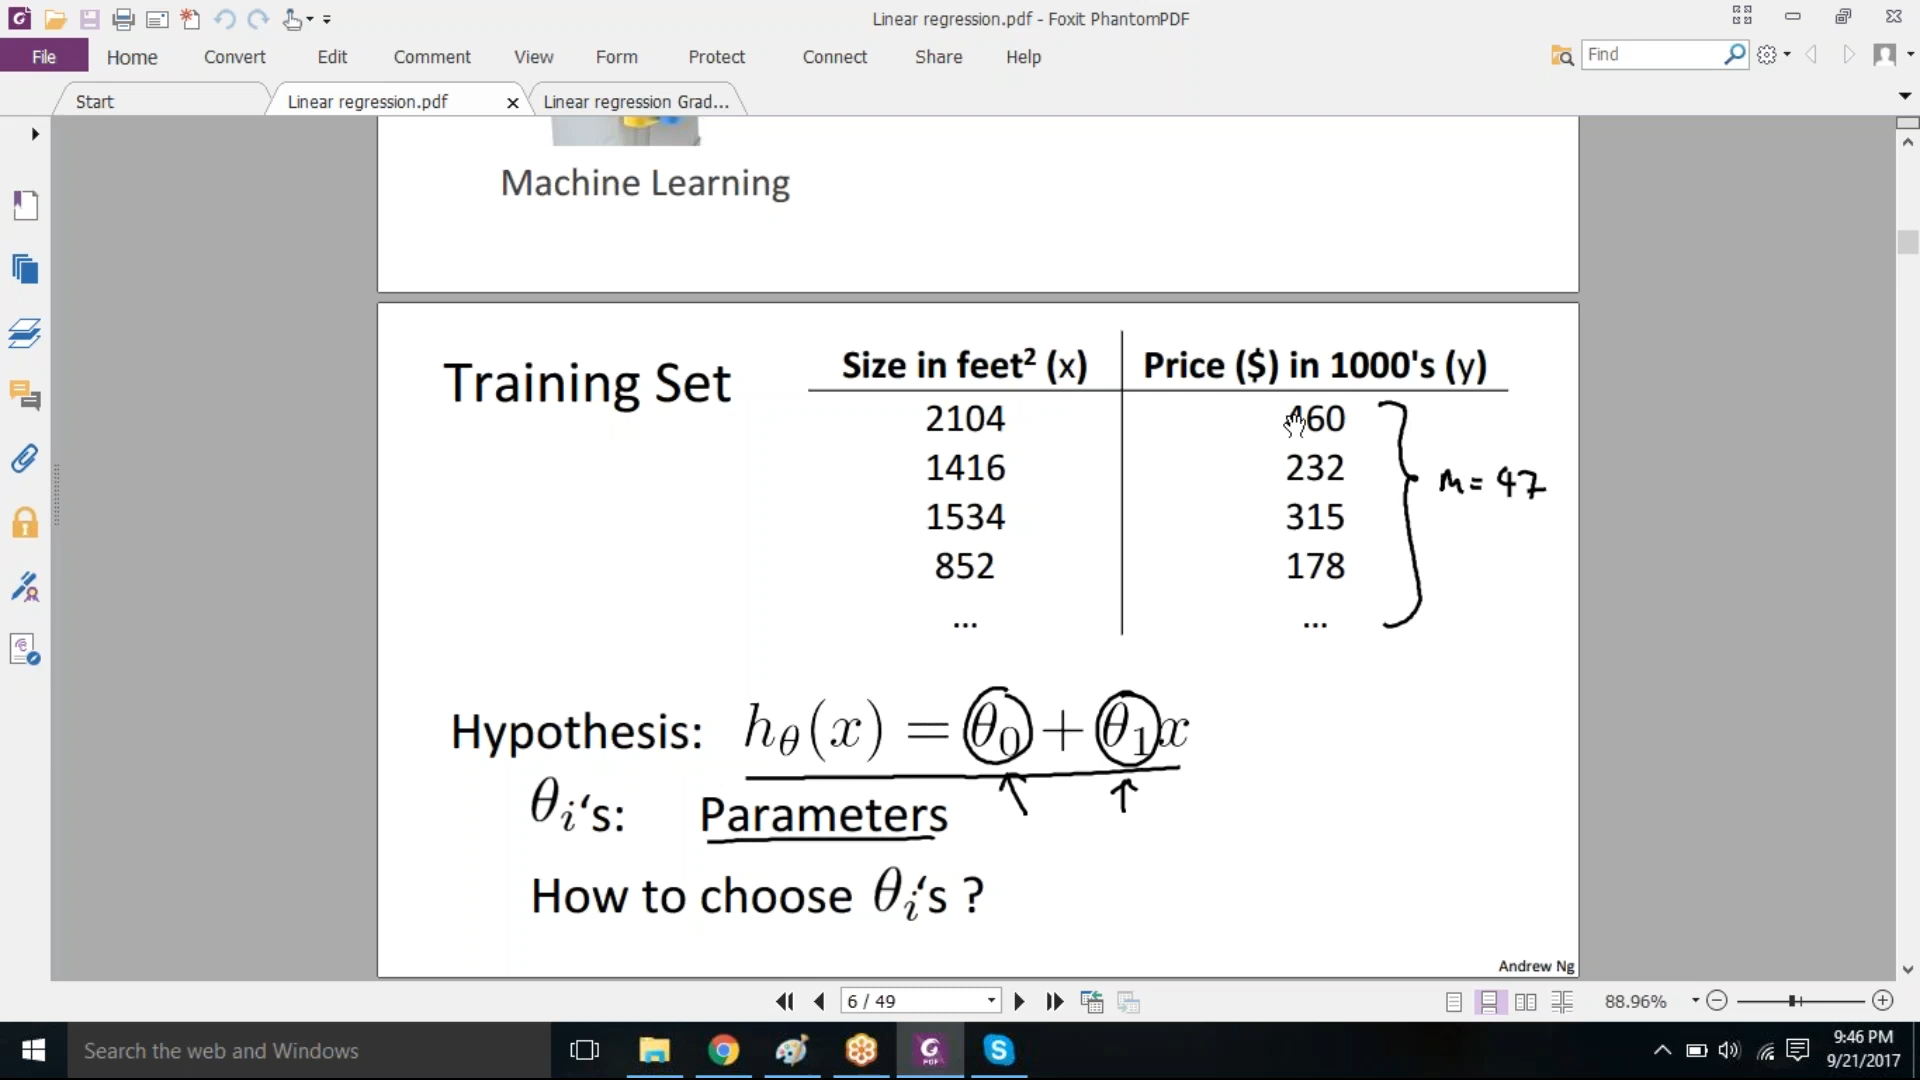 Linear regression.pdf - Foxit PhantomPDF
File Home Convert Edit Comment View Form Protect Connect Share Help Find
Start Linear regression.pdf Linear regression Grad...
Machine Learning
Training Set
Size in feet² (x) Price ($) in 1000's (y)
2104 460
1416 232
1534 315
852 178
... ...
M = 47
Hypothesis: hθ(x) = θ0 + θ1x
θi‘s: Parameters
How to choose θi‘s ?
Andrew Ng
6 / 49
88.96%
Search the web and Windows
9:46 PM
9/21/2017